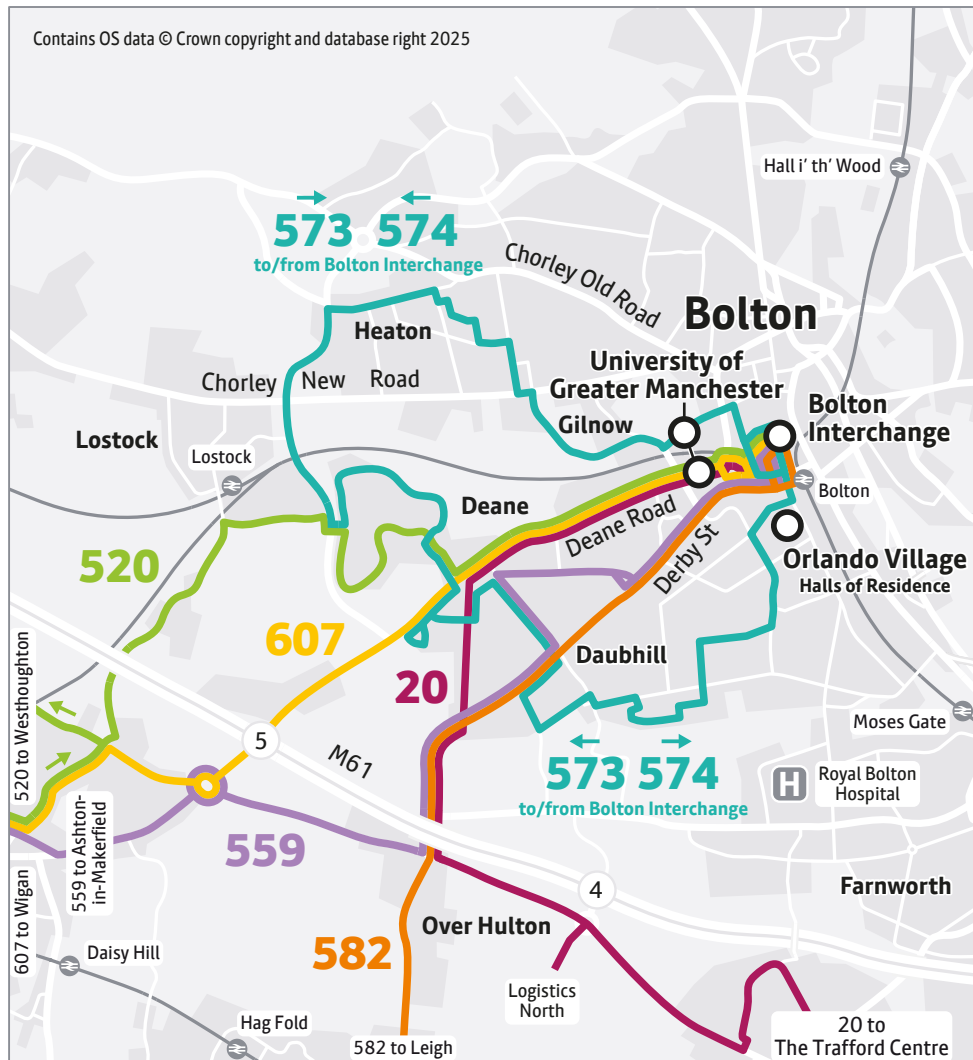 Contains OS data © Crown copyright and database right 2025
Hall i' th' Wood
573 574
to/from Bolton Interchange
Chorley Old Road
Bolton
Heaton
University of
Greater Manchester
Chorley New Road
Gilnow
Bolton
Interchange
Lostock
Lostock
Bolton
Deane
Deane Road
Derby St
Orlando Village
Halls of Residence
520
607
20
Daubhill
Moses Gate
5
M61
573 574
to/from Bolton Interchange
H
Royal Bolton
Hospital
520 to Westhoughton
559 to Ashton-
in-Makerfield
559
4
Farnworth
607 to Wigan
Over Hulton
582
Daisy Hill
Logistics
North
Hag Fold
582 to Leigh
20 to
The Trafford Centre